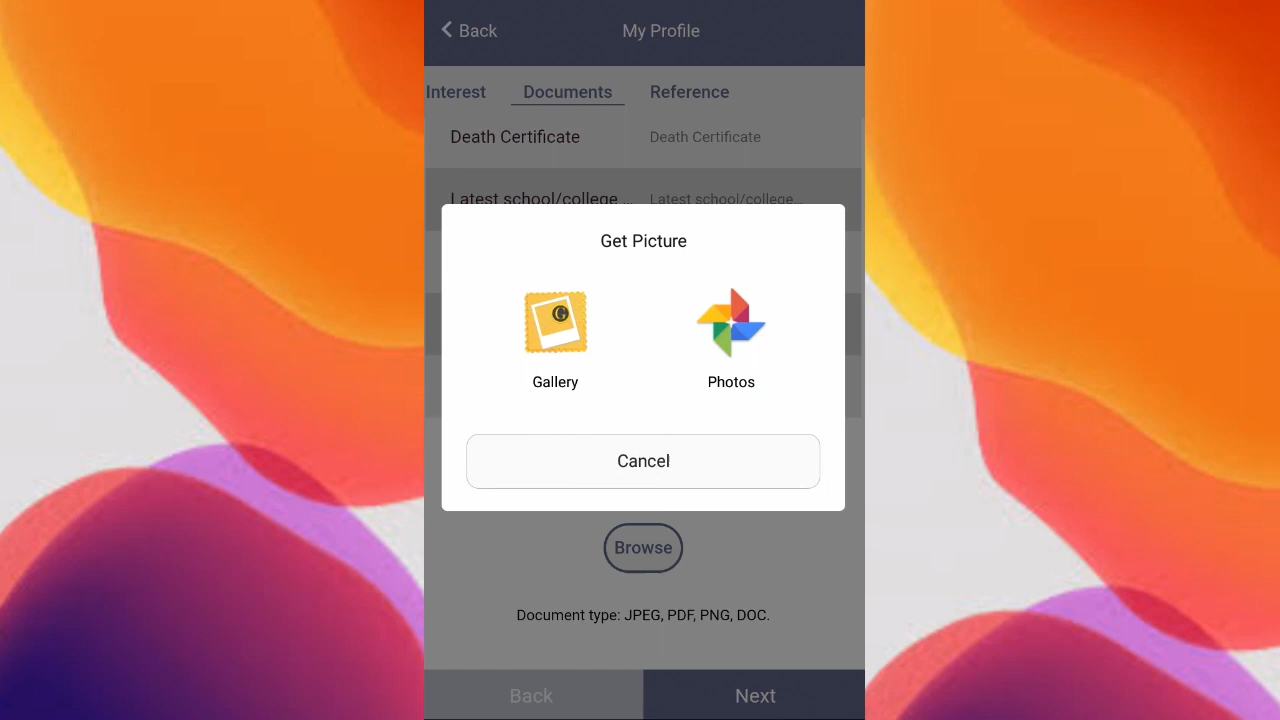 Back My Profile
Interest Documents Reference
Death Certificate Death Certificate
Latest school/college ... Latest school/college...
Get Picture
Gallery Photos
Cancel
Browse
Document type: JPEG, PDF, PNG, DOC.
Back Next